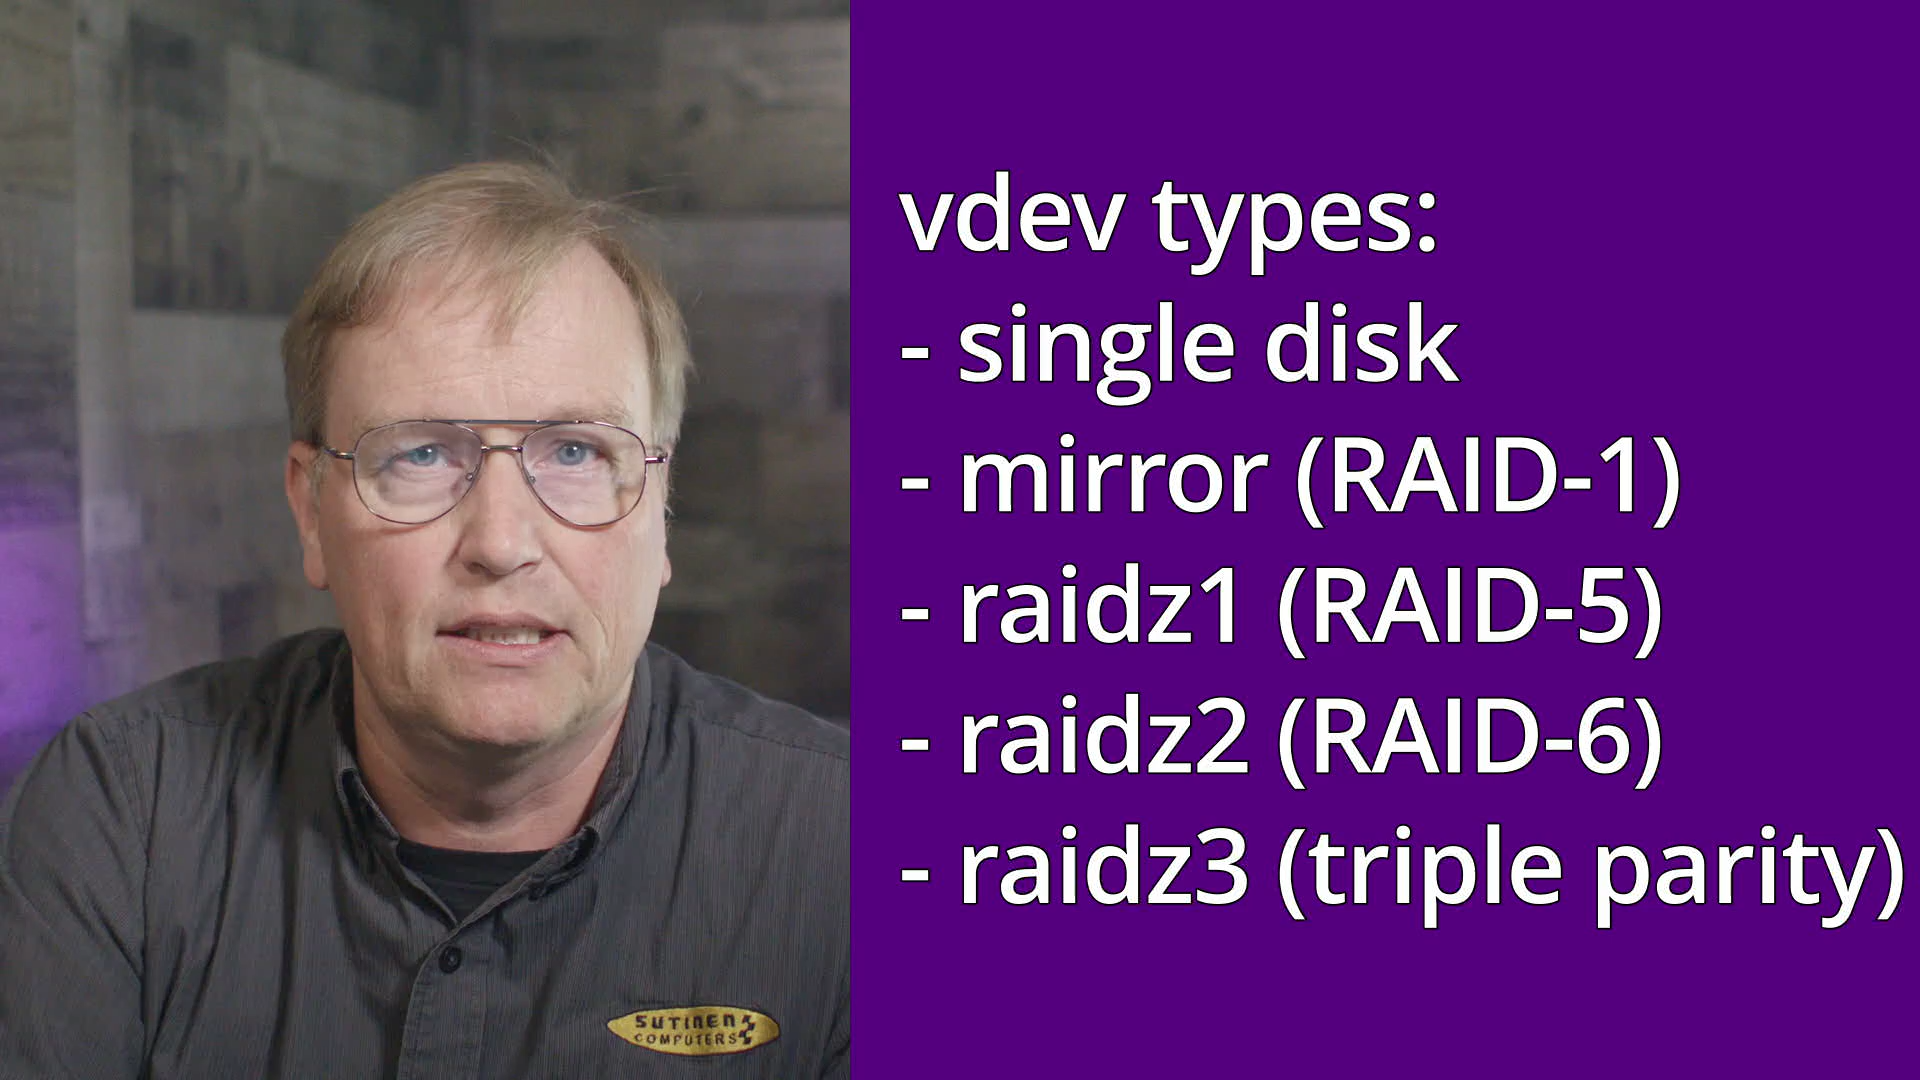 vdev types:
- single disk
- mirror (RAID-1)
- raidz1 (RAID-5)
- raidz2 (RAID-6)
- raidz3 (triple parity)
SUTINEN
COMPUTERS